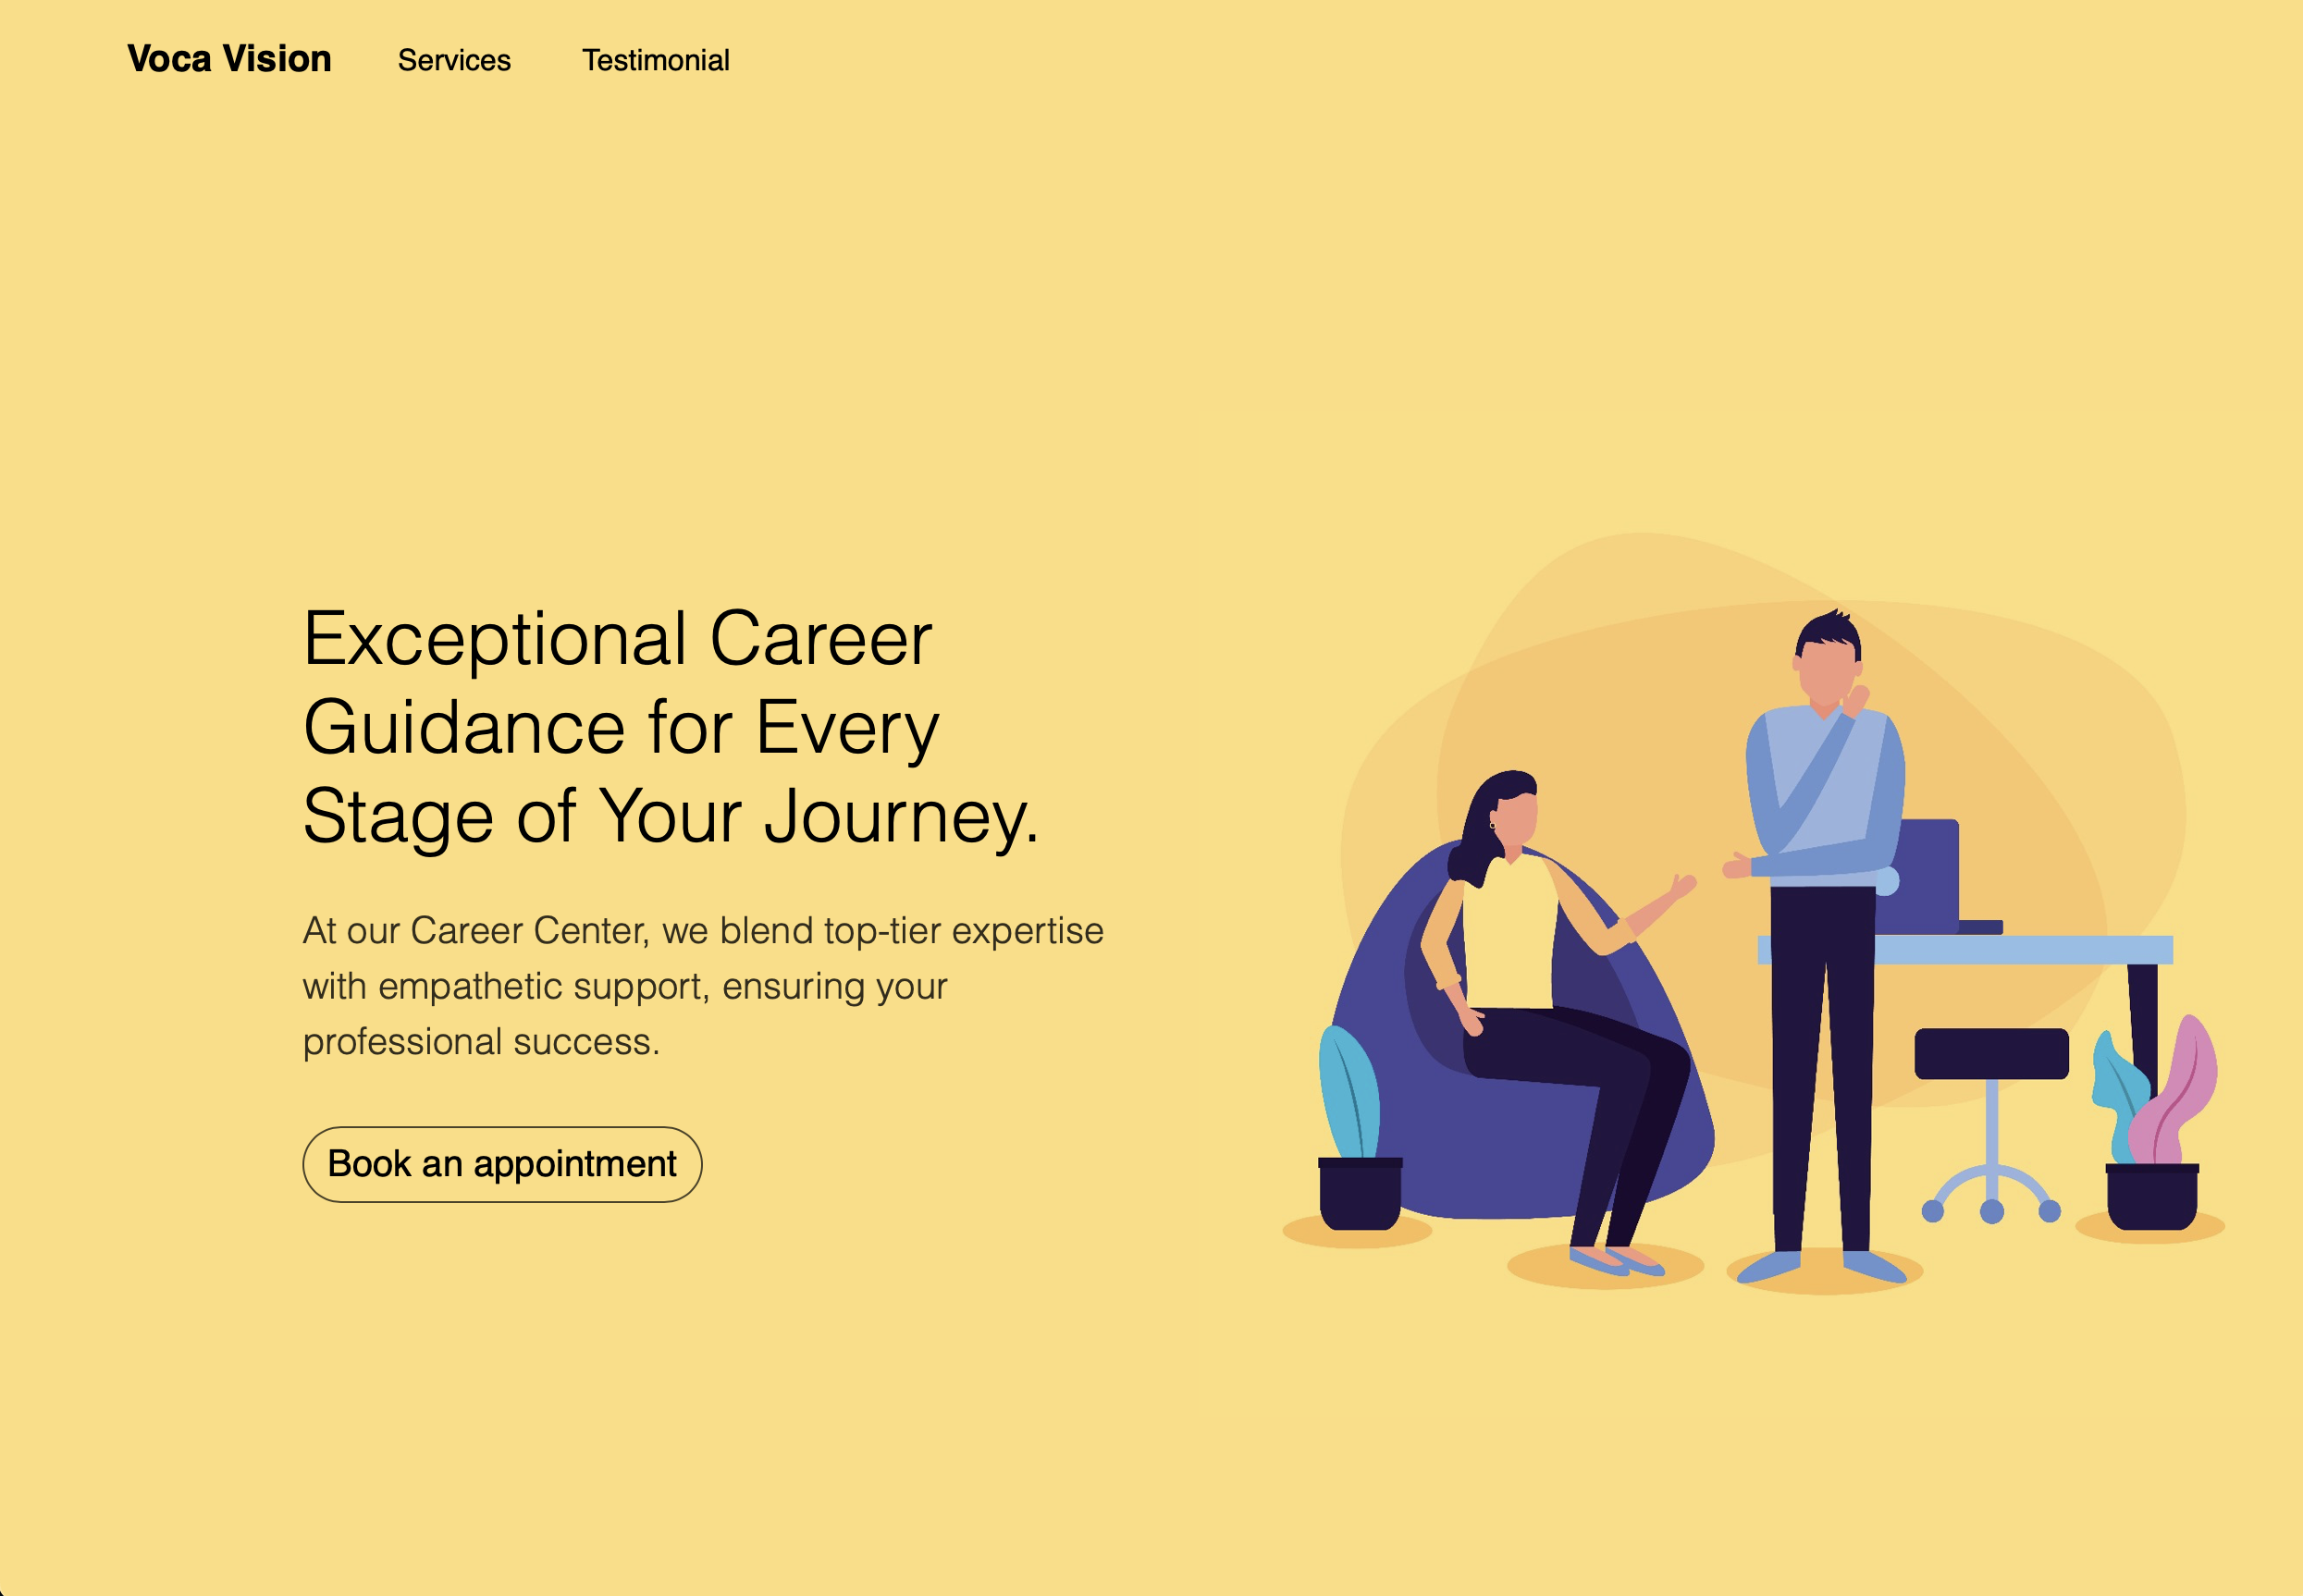 Voca Vision Services Testimonial
Exceptional Career
Guidance for Every
Stage of Your Journey.
At our Career Center, we blend top-tier expertise
with empathetic support, ensuring your
professional success.
Book an appointment